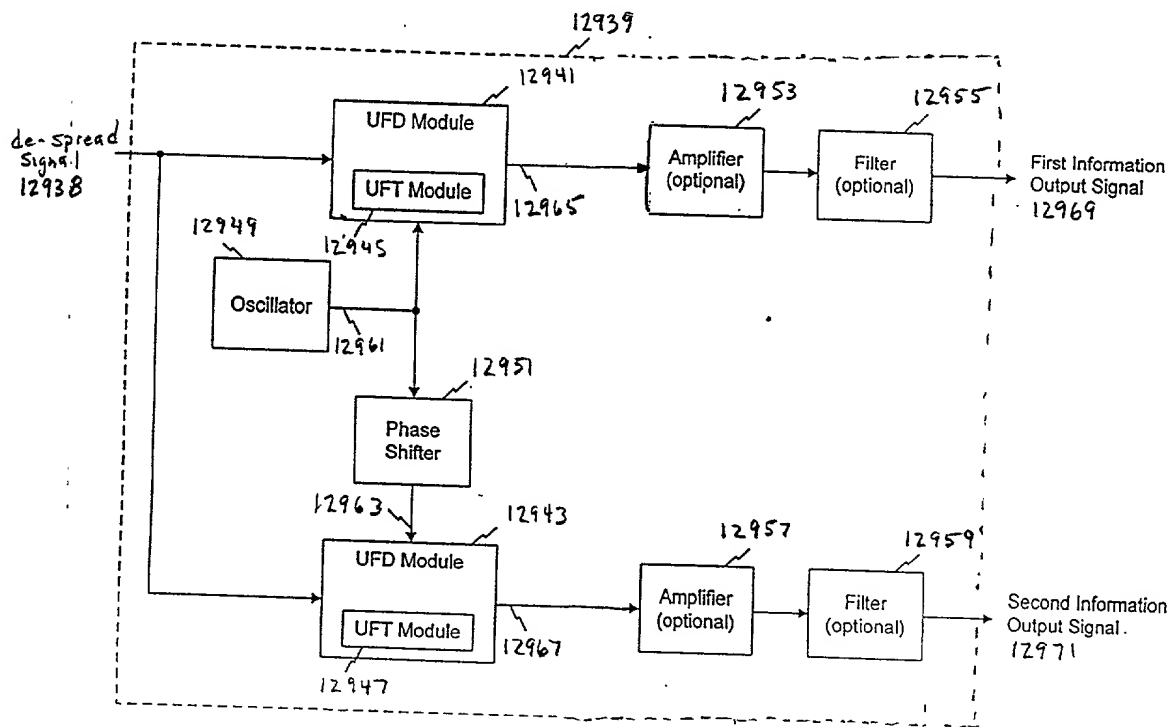 12939
12941
UFD Module
UFT Module
12945
12953
Amplifier
(optional)
12955
Filter
(optional)
de-spread
Signal
12938
12965
First Information
Output Signal
12969
12949
Oscillator
12961
12951
Phase
Shifter
12963
12943
UFD Module
UFT Module
12947
12967
12957
Amplifier
(optional)
12959
Filter
(optional)
Second Information
Output Signal.
12971